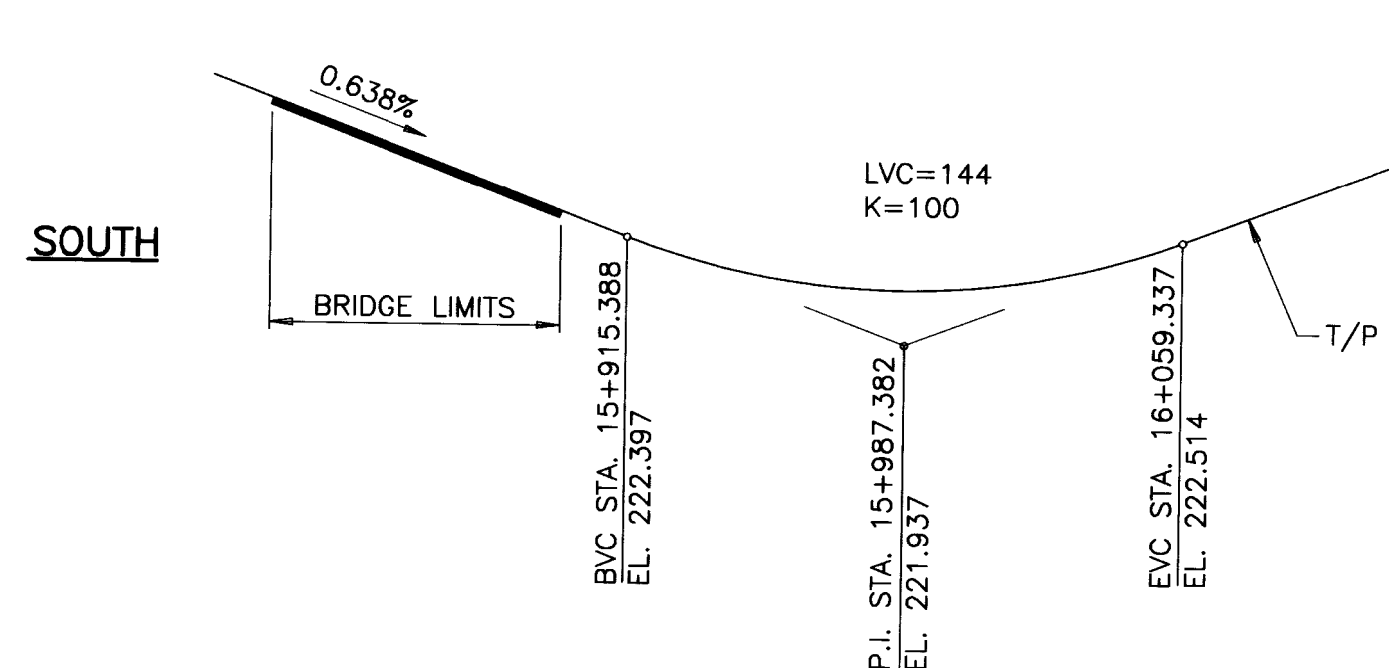 0.638%
LVC=144
K=100
SOUTH
BRIDGE LIMITS
T/P
BVC STA. 15+915.388
EL. 222.397
P.I. STA. 15+987.382
EL. 221.937
EVC STA. 16+059.337
EL. 222.514